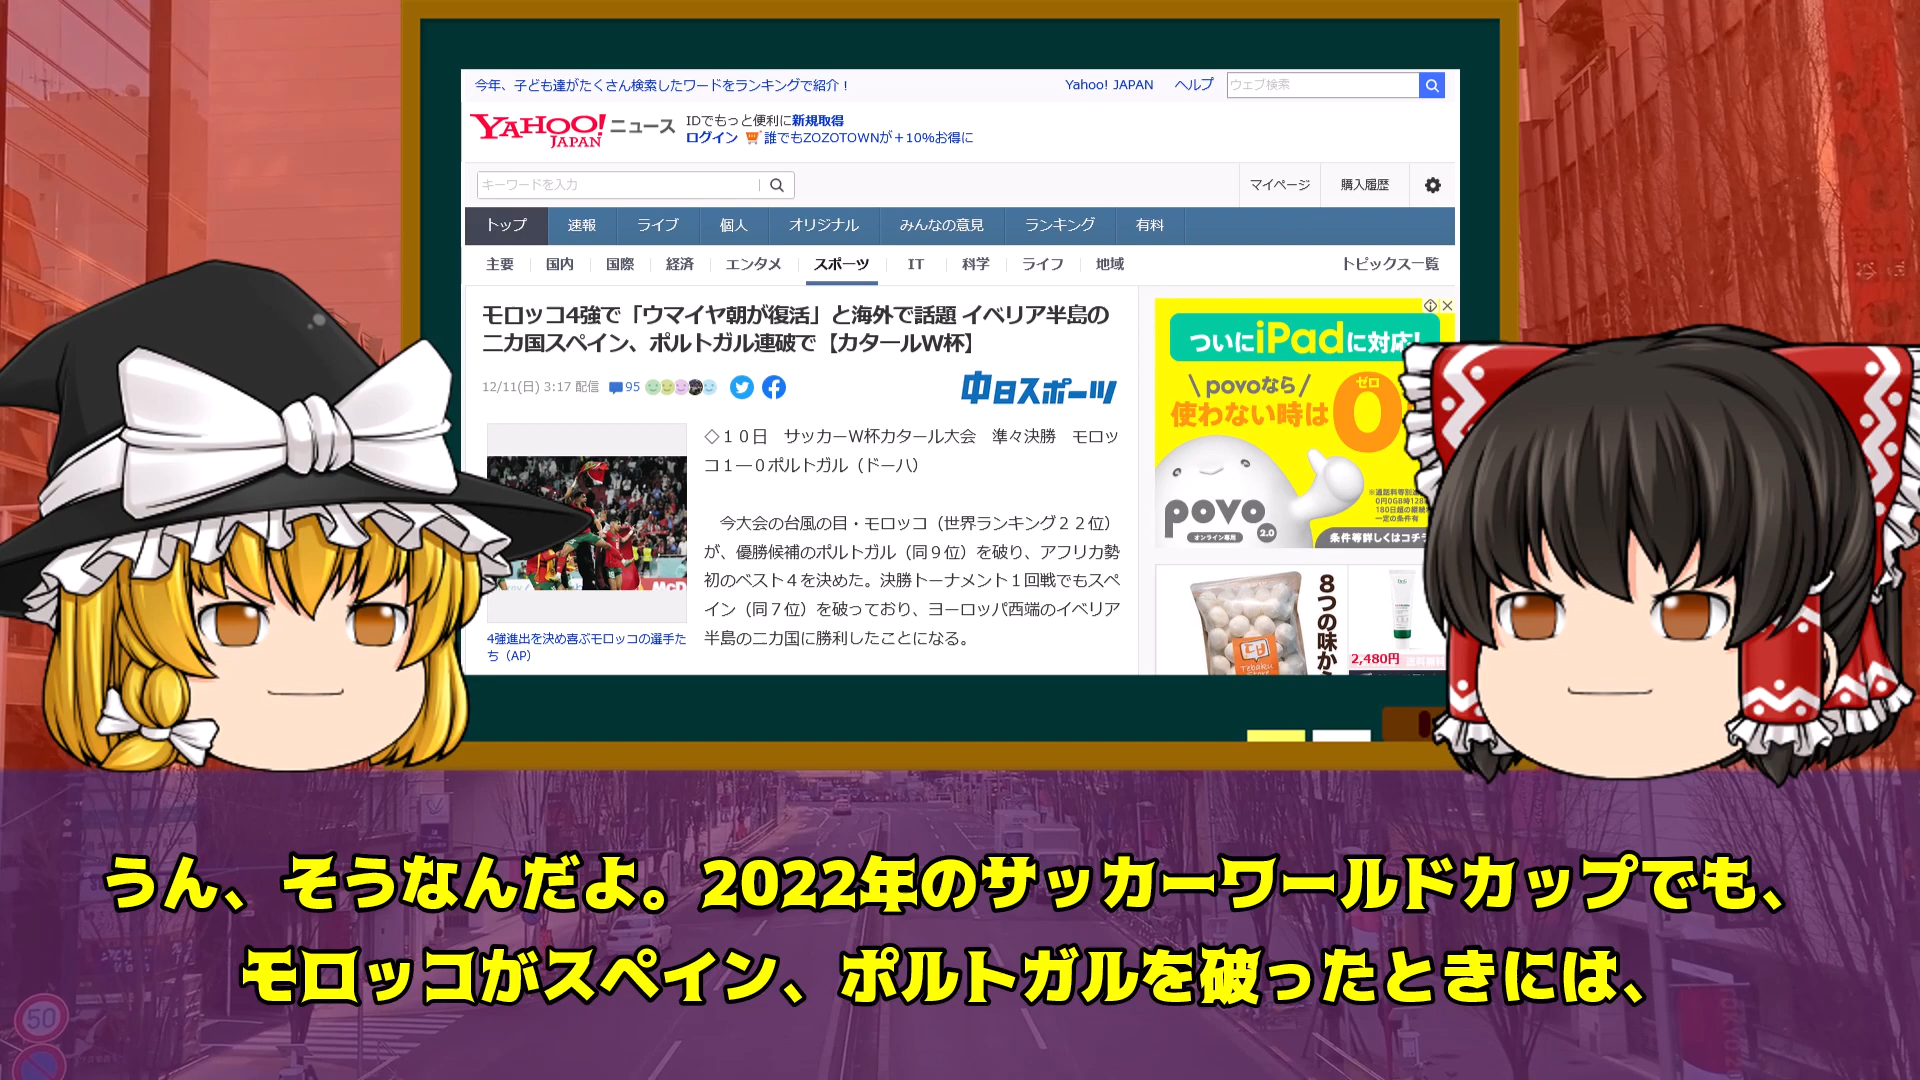 今年、子ども達がたくさん検索したワードをランキングで紹介！
Yahoo! JAPAN
ヘルプ
ウェブ検索
YAHOO! JAPAN ニュース
IDでもっと便利に新規取得
ログイン
誰でもZOZOTOWNが＋10%お得に
キーワードを入力
マイページ
購入履歴
トップ
速報
ライブ
個人
オリジナル
みんなの意見
ランキング
有料
主要
国内
国際
経済
エンタメ
スポーツ
IT
科学
ライフ
地域
トピックス一覧
モロッコ4強で「ウマイヤ朝が復活」と海外で話題 イベリア半島の
二カ国スペイン、ポルトガル連破で【カタールW杯】
12/11(日) 3:17 配信
95
中日スポーツ
◇１０日　サッカーW杯カタール大会　準々決勝　モロッ
コ１―０ポルトガル（ドーハ）
今大会の台風の目・モロッコ（世界ランキング２２位）
が、優勝候補のポルトガル（同９位）を破り、アフリカ勢
初のベスト４を決めた。決勝トーナメント１回戦でもスペ
イン（同７位）を破っており、ヨーロッパ西端のイベリア
半島の二カ国に勝利したことになる。
4強進出を決め喜ぶモロッコの選手た
ち（AP）
ついにiPadに対応!
povoなら
使わない時は
ゼロ
0
povo
2.0
オンライン専用
条件等詳しくはコチ
8つの味か
2,480円
うん、そうなんだよ。2022年のサッカーワールドカップでも、
モロッコがスペイン、ポルトガルを破ったときには、
50